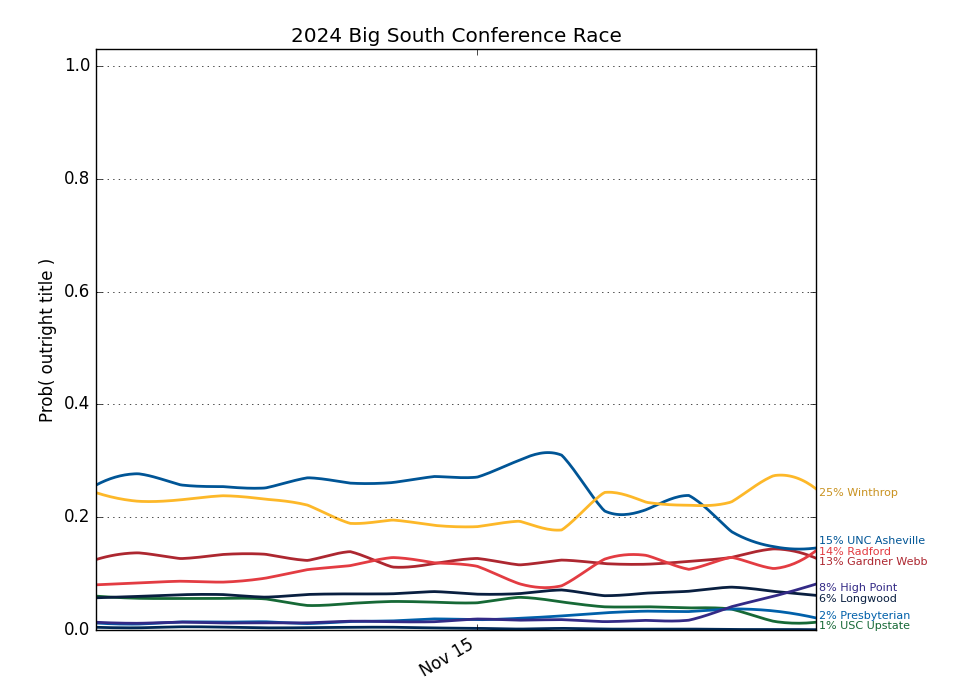 2024 Big South Conference Race
1.0
0.8
0.6
0.4
0.2
0.0
Prob( outright title )
Nov 15
25% Winthrop
15% UNC Asheville
14% Radford
13% Gardner Webb
8% High Point
6% Longwood
2% Presbyterian
1% USC Upstate